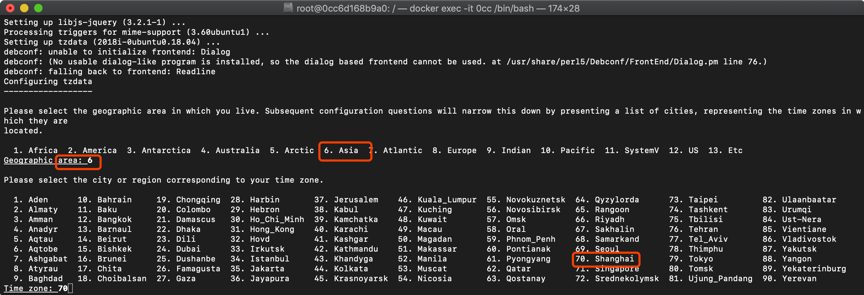 root@0cc6d168b9a0: / — docker exec -it 0cc /bin/bash — 174×28
Setting up libjs-jquery (3.2.1-1) ...
Processing triggers for mime-support (3.60ubuntu1) ...
Setting up tzdata (2018i-0ubuntu0.18.04) ...
debconf: unable to initialize frontend: Dialog
debconf: (No usable dialog-like program is installed, so the dialog based frontend cannot be used. at /usr/share/perl5/Debconf/FrontEnd/Dialog.pm line 76.)
debconf: falling back to frontend: Readline
Configuring tzdata
------------------
Please select the geographic area in which you live. Subsequent configuration questions will narrow this down by presenting a list of cities, representing the time zones in w
hich they are
located.
1. Africa 2. America 3. Antarctica 4. Australia 5. Arctic 6. Asia 7. Atlantic 8. Europe 9. Indian 10. Pacific 11. SystemV 12. US 13. Etc
Geographic area: 6
Please select the city or region corresponding to your time zone.
1. Aden 10. Bahrain 19. Chongqing 28. Harbin 37. Jerusalem 46. Kuala_Lumpur 55. Novokuznetsk 64. Qyzylorda 73. Taipei 82. Ulaanbaatar
2. Almaty 11. Baku 20. Colombo 29. Hebron 38. Kabul 47. Kuching 56. Novosibirsk 65. Rangoon 74. Tashkent 83. Urumqi
3. Amman 12. Bangkok 21. Damascus 30. Ho_Chi_Minh 39. Kamchatka 48. Kuwait 57. Omsk 66. Riyadh 75. Tbilisi 84. Ust-Nera
4. Anadyr 13. Barnaul 22. Dhaka 31. Hong_Kong 40. Karachi 49. Macau 58. Oral 67. Sakhalin 76. Tehran 85. Vientiane
5. Aqtau 14. Beirut 23. Dili 32. Hovd 41. Kashgar 50. Magadan 59. Phnom_Penh 68. Samarkand 77. Tel_Aviv 86. Vladivostok
6. Aqtobe 15. Bishkek 24. Dubai 33. Irkutsk 42. Kathmandu 51. Makassar 60. Pontianak 69. Seoul 78. Thimphu 87. Yakutsk
7. Ashgabat 16. Brunei 25. Dushanbe 34. Istanbul 43. Khandyga 52. Manila 61. Pyongyang 70. Shanghai 79. Tokyo 88. Yangon
8. Atyrau 17. Chita 26. Famagusta 35. Jakarta 44. Kolkata 53. Muscat 62. Qatar 71. Singapore 80. Tomsk 89. Yekaterinburg
9. Baghdad 18. Choibalsan 27. Gaza 36. Jayapura 45. Krasnoyarsk 54. Nicosia 63. Qostanay 72. Srednekolymsk 81. Ujung_Pandang 90. Yerevan
Time zone: 70